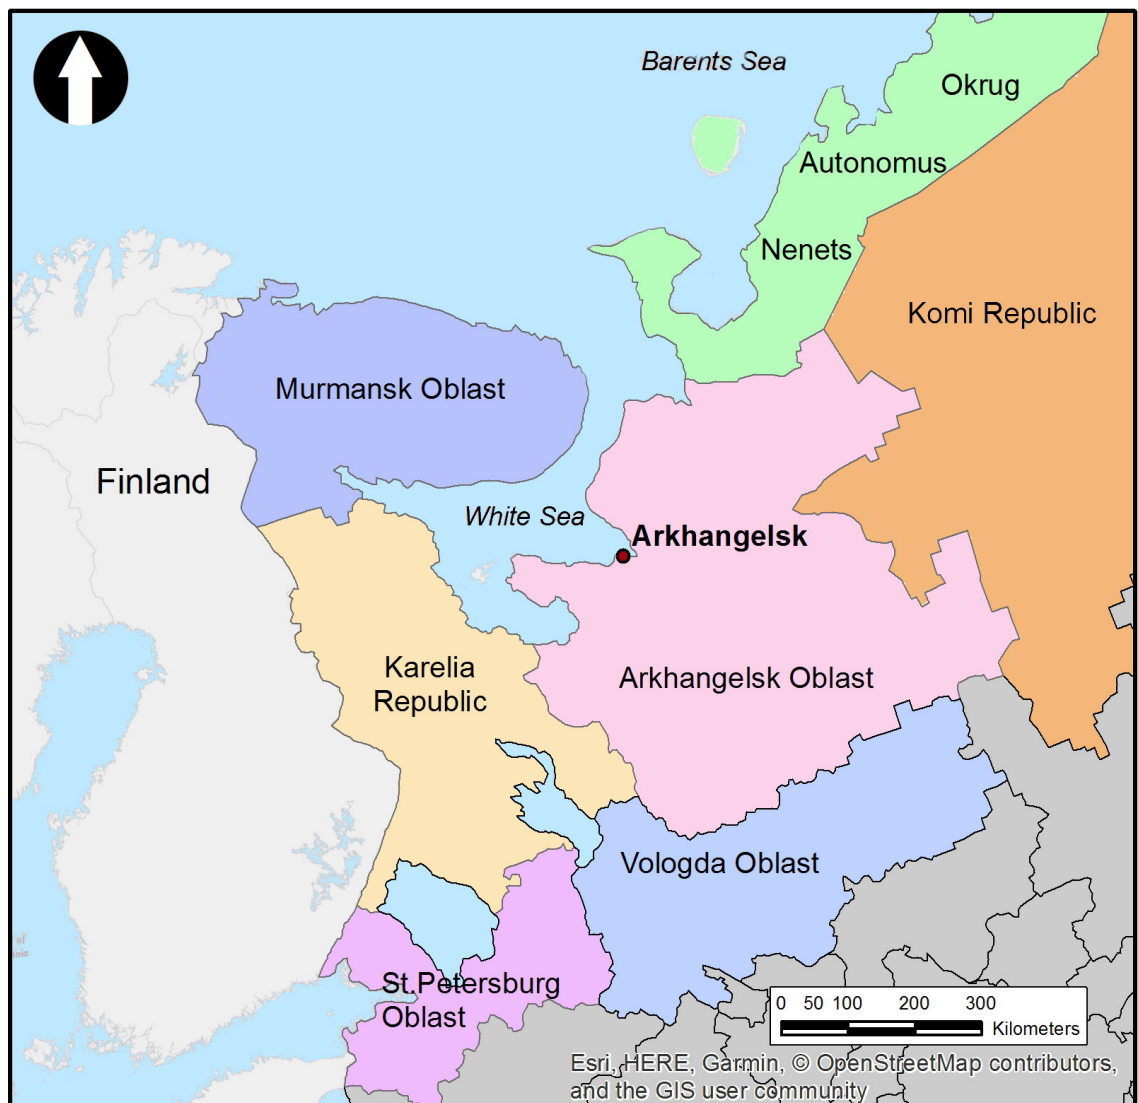 Barents Sea
Okrug
Autonomus
Nenets
Komi Republic
Murmansk Oblast
Finland
White Sea
Arkhangelsk
Karelia
Republic
Arkhangelsk Oblast
Vologda Oblast
St.Petersburg
Oblast
0 50 100 200 300
Kilometers
Esri, HERE, Garmin, © OpenStreetMap contributors,
and the GIS user community